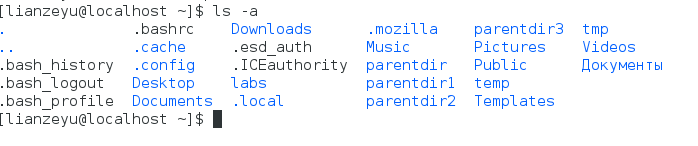 [lianzeyu@localhost ~]$ ls -a
. .bashrc Downloads .mozilla parentdir3 tmp
.. .cache .esd_auth Music Pictures Videos
.bash_history .config .ICEauthority parentdir Public Документы
.bash_logout Desktop labs parentdir1 temp
.bash_profile Documents .local parentdir2 Templates
[lianzeyu@localhost ~]$